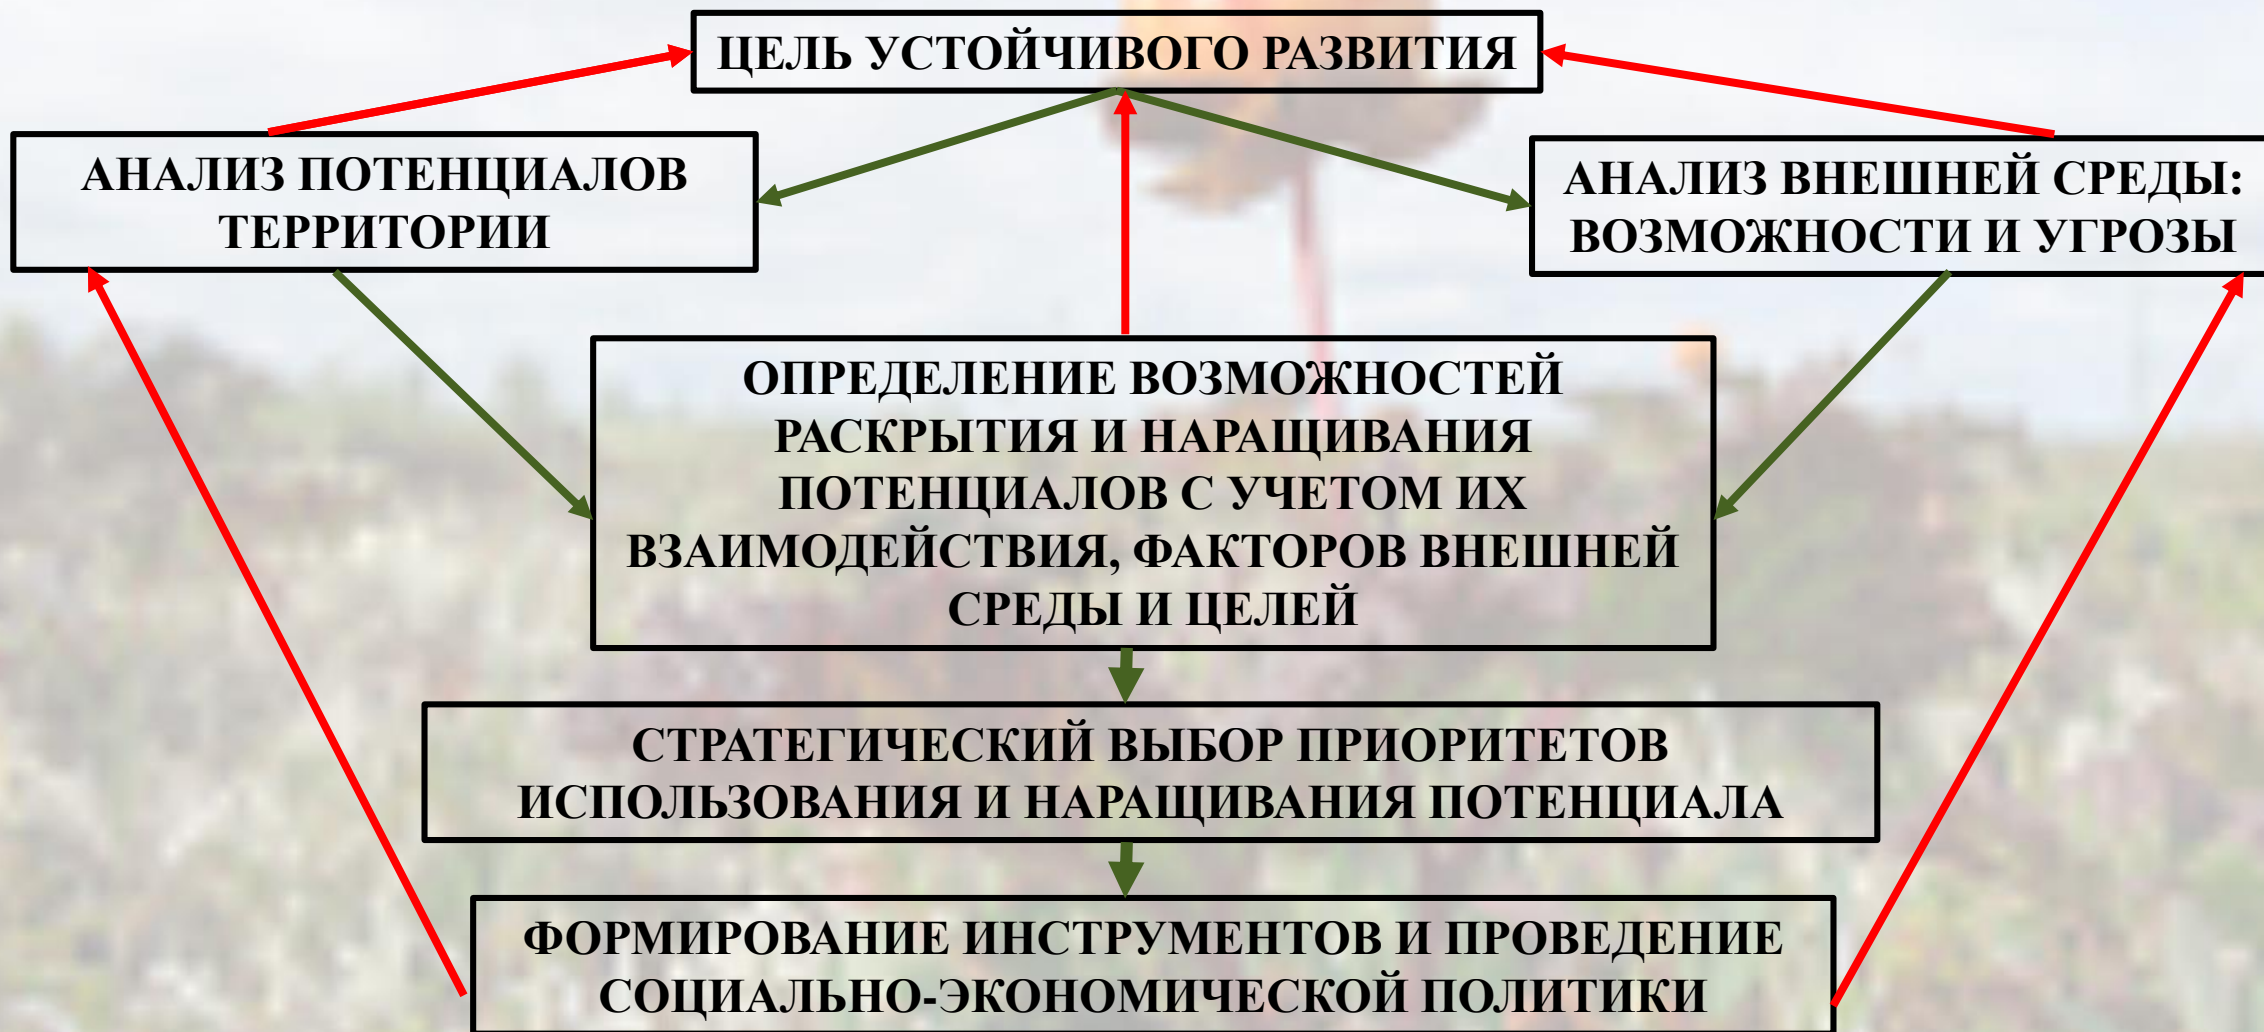 ЦЕЛЬ УСТОЙЧИВОГО РАЗВИТИЯ
АНАЛИЗ ПОТЕНЦИАЛОВ
ТЕРРИТОРИИ
АНАЛИЗ ВНЕШНЕЙ СРЕДЫ:
ВОЗМОЖНОСТИ И УГРОЗЫ
ОПРЕДЕЛЕНИЕ ВОЗМОЖНОСТЕЙ
РАСКРЫТИЯ И НАРАЩИВАНИЯ
ПОТЕНЦИАЛОВ С УЧЕТОМ ИХ
ВЗАИМОДЕЙСТВИЯ, ФАКТОРОВ ВНЕШНЕЙ
СРЕДЫ И ЦЕЛЕЙ
СТРАТЕГИЧЕСКИЙ ВЫБОР ПРИОРИТЕТОВ
ИСПОЛЬЗОВАНИЯ И НАРАЩИВАНИЯ ПОТЕНЦИАЛА
ФОРМИРОВАНИЕ ИНСТРУМЕНТОВ И ПРОВЕДЕНИЕ
СОЦИАЛЬНО-ЭКОНОМИЧЕСКОЙ ПОЛИТИКИ